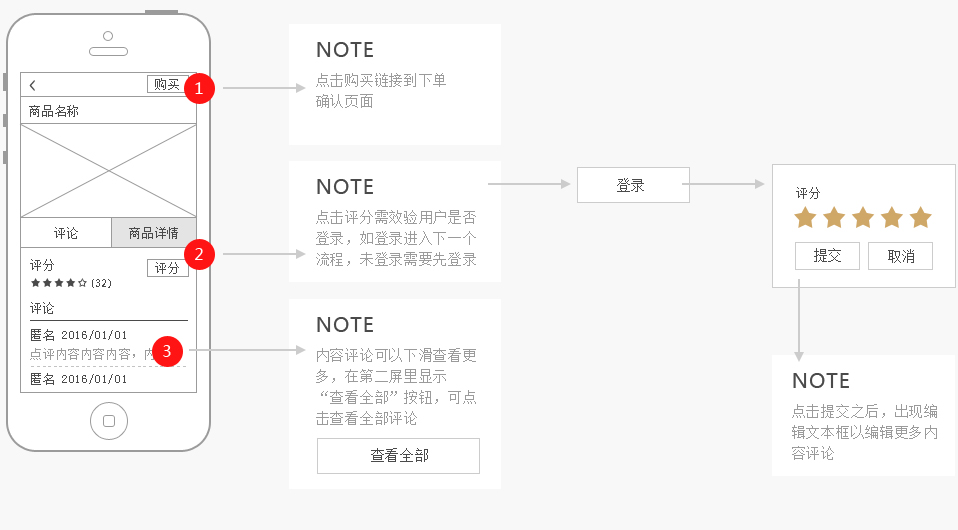 购买
1
商品名称
评论
商品详情
2
评分
评分
(32)
评论
匿名 2016/01/01
点评内容内容内容，内
3
匿名 2016/01/01
NOTE
点击购买链接到下单
确认页面
NOTE
点击评分需效验用户是否
登录，如登录进入下一个
流程，未登录需要先登录
NOTE
内容评论可以下滑查看更
多，在第二屏里显示
“查看全部”按钮，可点
击查看全部评论
查看全部
登录
评分
提交
取消
NOTE
点击提交之后，出现编
辑文本框以编辑更多内
容评论